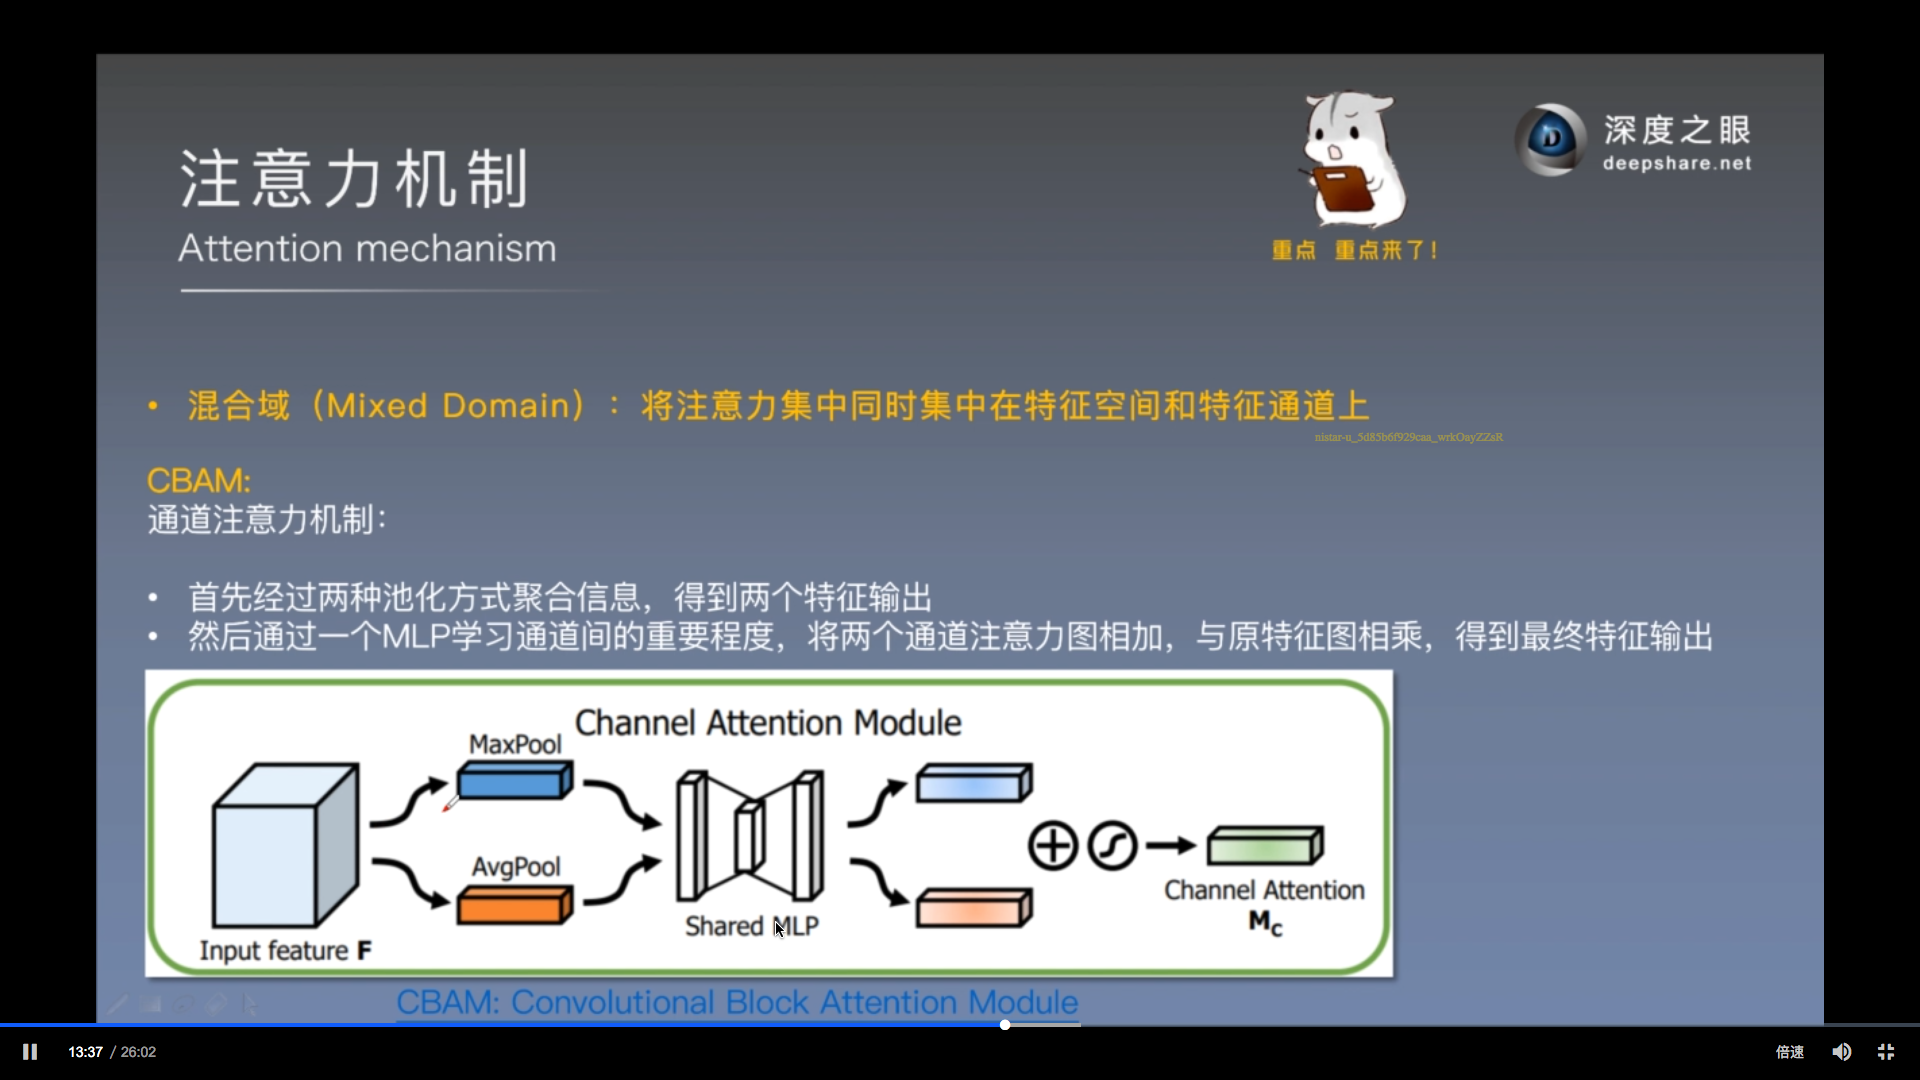 注意力机制
Attention mechanism
重点 重点来了！
D
深度之眼
deepshare.net
• 混合域（Mixed Domain）：将注意力集中同时集中在特征空间和特征通道上
nistar-u_5d85b6f929caa_wrkOayZZaR
CBAM:
通道注意力机制：
• 首先经过两种池化方式聚合信息，得到两个特征输出
• 然后通过一个MLP学习通道间的重要程度，将两个通道注意力图相加，与原特征图相乘，得到最终特征输出
Channel Attention Module
MaxPool
AvgPool
Input feature F
Shared MLP
Channel Attention
Mc
CBAM: Convolutional Block Attention Module
13:37 / 26:02
倍速